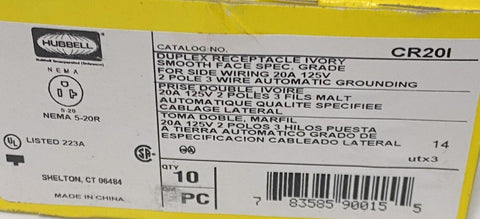 HUBBELL
Hubbell Incorporated (Delaware)
NEMA
5-20
NEMA 5-20R
UL LISTED 223A
SHELTON, CT 06484
MADE IN CHINA
CATALOG NO. CR20I
DUPLEX RECEPTACLE IVORY
SMOOTH FACE SPEC. GRADE
FOR SIDE WIRING 20A 125V
2 POLE 3 WIRE AUTOMATIC GROUNDING
PRISE DOUBLE, IVOIRE
20A 125V 2 POLES 3 FILS MALT
AUTOMATIQUE QUALITE SPECIFIEE
CABLAGE LATERAL
TOMA DOBLE, MARFIL
20A 125V 2 POLOS 3 HILOS PUESTA
A TIERRA AUTOMATICO GRADO DE
ESPECIFICACION CABLEADO LATERAL 14
utx3
QTY
10
PC
7 83585 90015 5